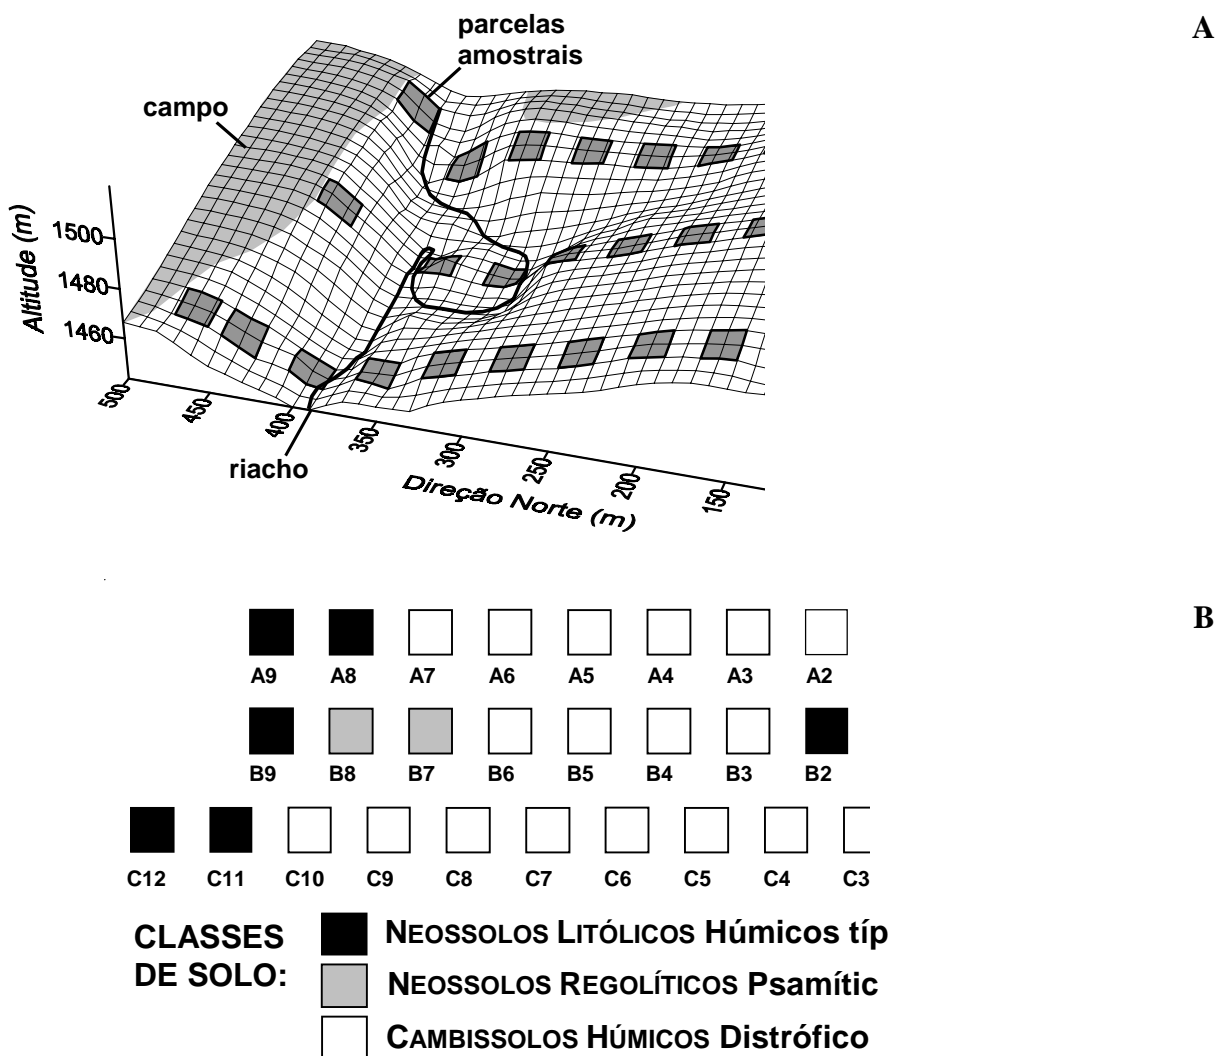 A
parcelas
amostrais
campo
Altitude (m)
1500
1480
1460
500
450
400
350
300
250
200
150
riacho
Direção Norte (m)
B
A9 A8 A7 A6 A5 A4 A3 A2
B9 B8 B7 B6 B5 B4 B3 B2
C12 C11 C10 C9 C8 C7 C6 C5 C4 C3
CLASSES
DE SOLO:
NEOSSOLOS LITÓLICOS Húmicos típ
NEOSSOLOS REGOLÍTICOS Psamític
CAMBISSOLOS HÚMICOS Distrófico